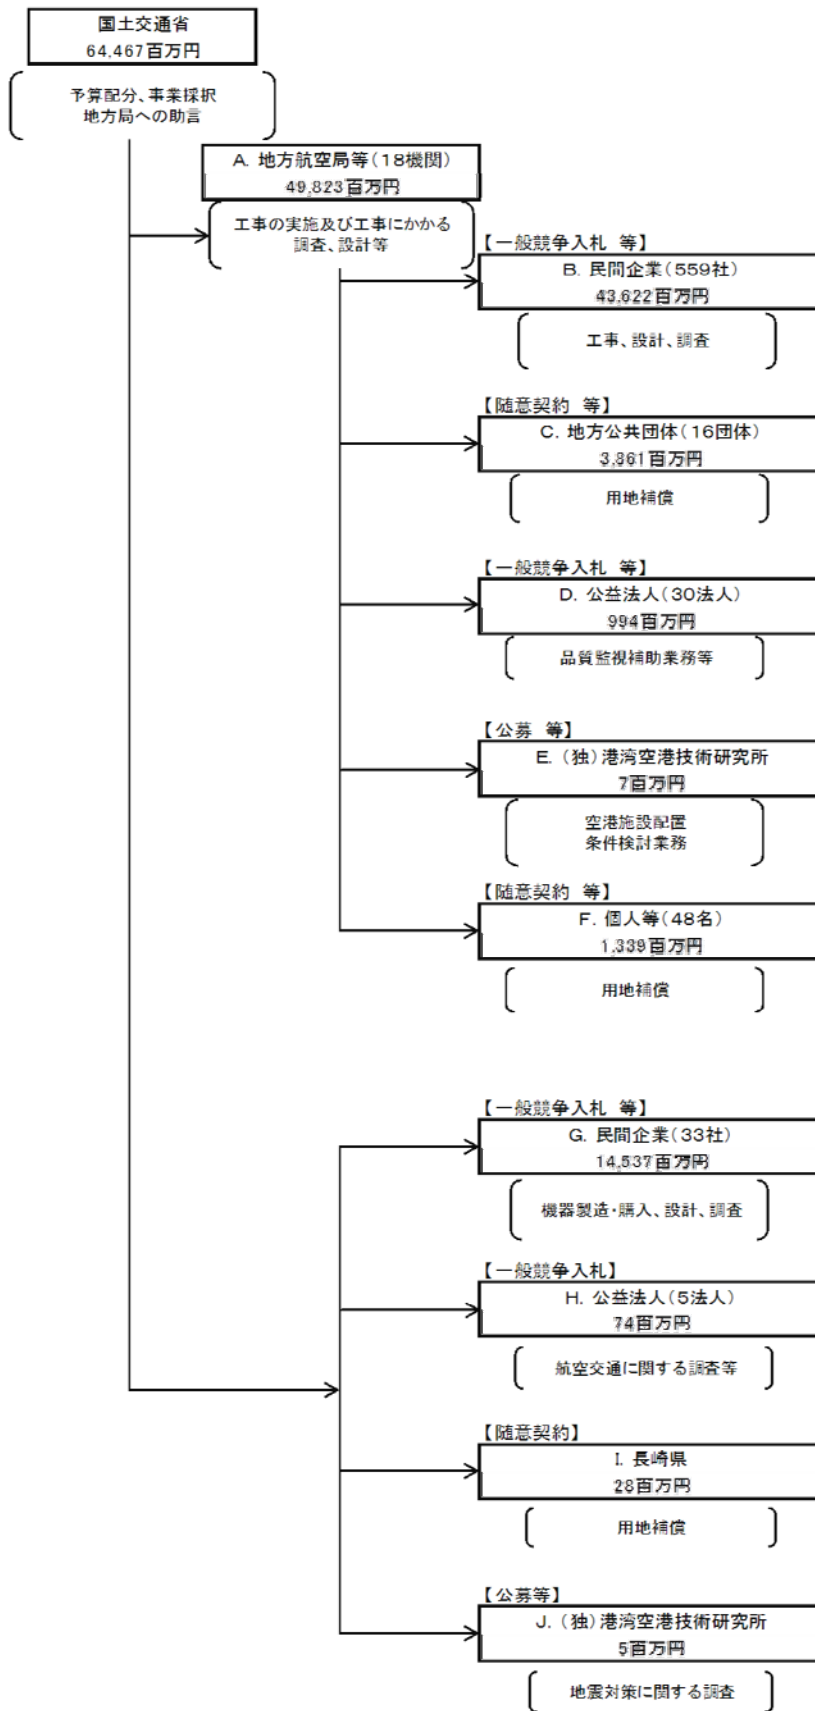 国土交通省
64,467百万円
予算配分、事業採択
地方局への助言
A. 地方航空局等(18機関)
49,823百万円
工事の実施及び工事にかかる
調査、設計等
【一般競争入札 等】
B. 民間企業(559社)
43,622百万円
工事、設計、調査
【随意契約 等】
C. 地方公共団体(16団体)
3,861百万円
用地補償
【一般競争入札 等】
D. 公益法人(30法人)
994百万円
品質監視補助業務等
【公募 等】
E. (独)港湾空港技術研究所
7百万円
空港施設配置
条件検討業務
【随意契約 等】
F. 個人等(48名)
1,339百万円
用地補償
【一般競争入札 等】
G. 民間企業(33社)
14,537百万円
機器製造・購入、設計、調査
【一般競争入札】
H. 公益法人(5法人)
74百万円
航空交通に関する調査等
【随意契約】
I. 長崎県
28百万円
用地補償
【公募等】
J. (独)港湾空港技術研究所
5百万円
地震対策に関する調査